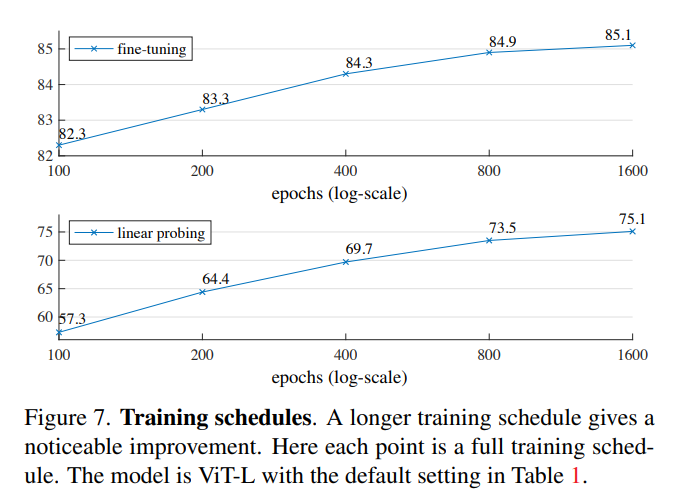 85.1
84.9
85
fine-tuning
84.3
84
83.3
83
82.3
82
100 200 400 800 1600
epochs (log-scale)
75.1
73.5
75
linear probing
69.7
70
64.4
65
60
57.3
100 200 400 800 1600
epochs (log-scale)
Figure 7. Training schedules. A longer training schedule gives a
noticeable improvement. Here each point is a full training sched-
ule. The model is ViT-L with the default setting in Table 1.